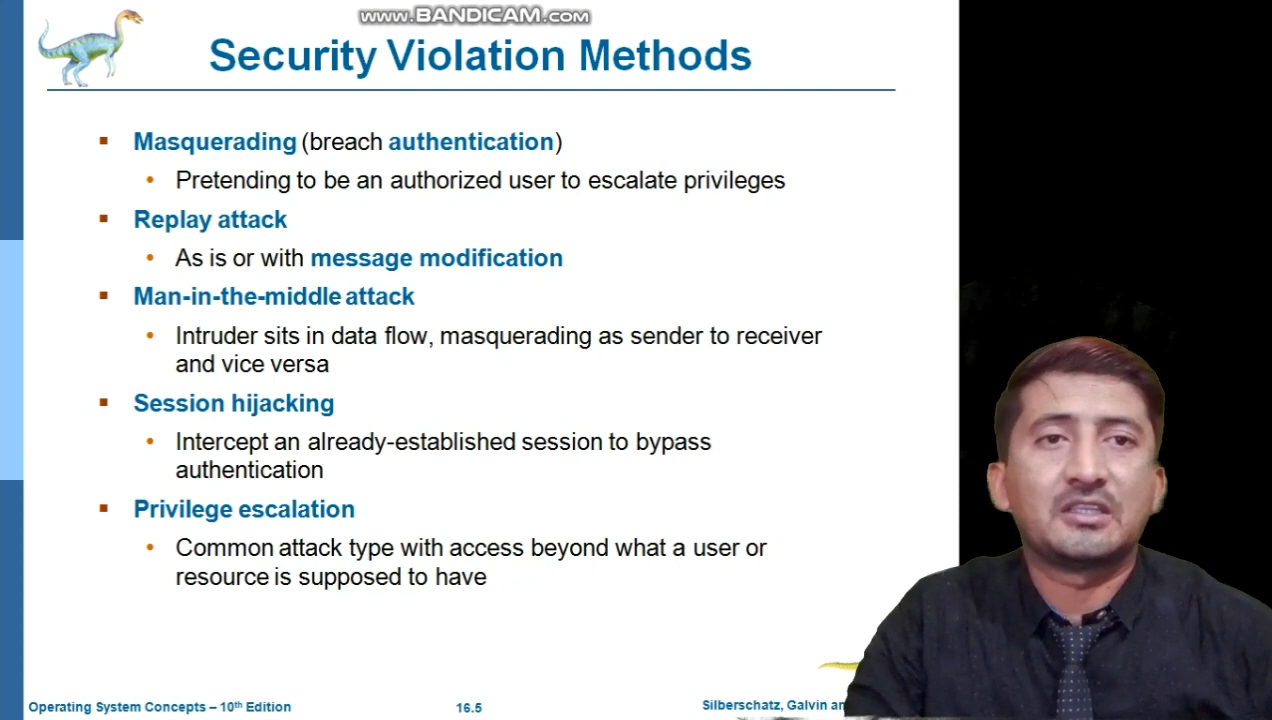 www.BANDICAM.com
Security Violation Methods
Masquerading (breach authentication)
Pretending to be an authorized user to escalate privileges
Replay attack
As is or with message modification
Man-in-the-middle attack
Intruder sits in data flow, masquerading as sender to receiver
and vice versa
Session hijacking
Intercept an already-established session to bypass
authentication
Privilege escalation
Common attack type with access beyond what a user or
resource is supposed to have
Operating System Concepts – 10th Edition
16.5
Silberschatz, Galvin an